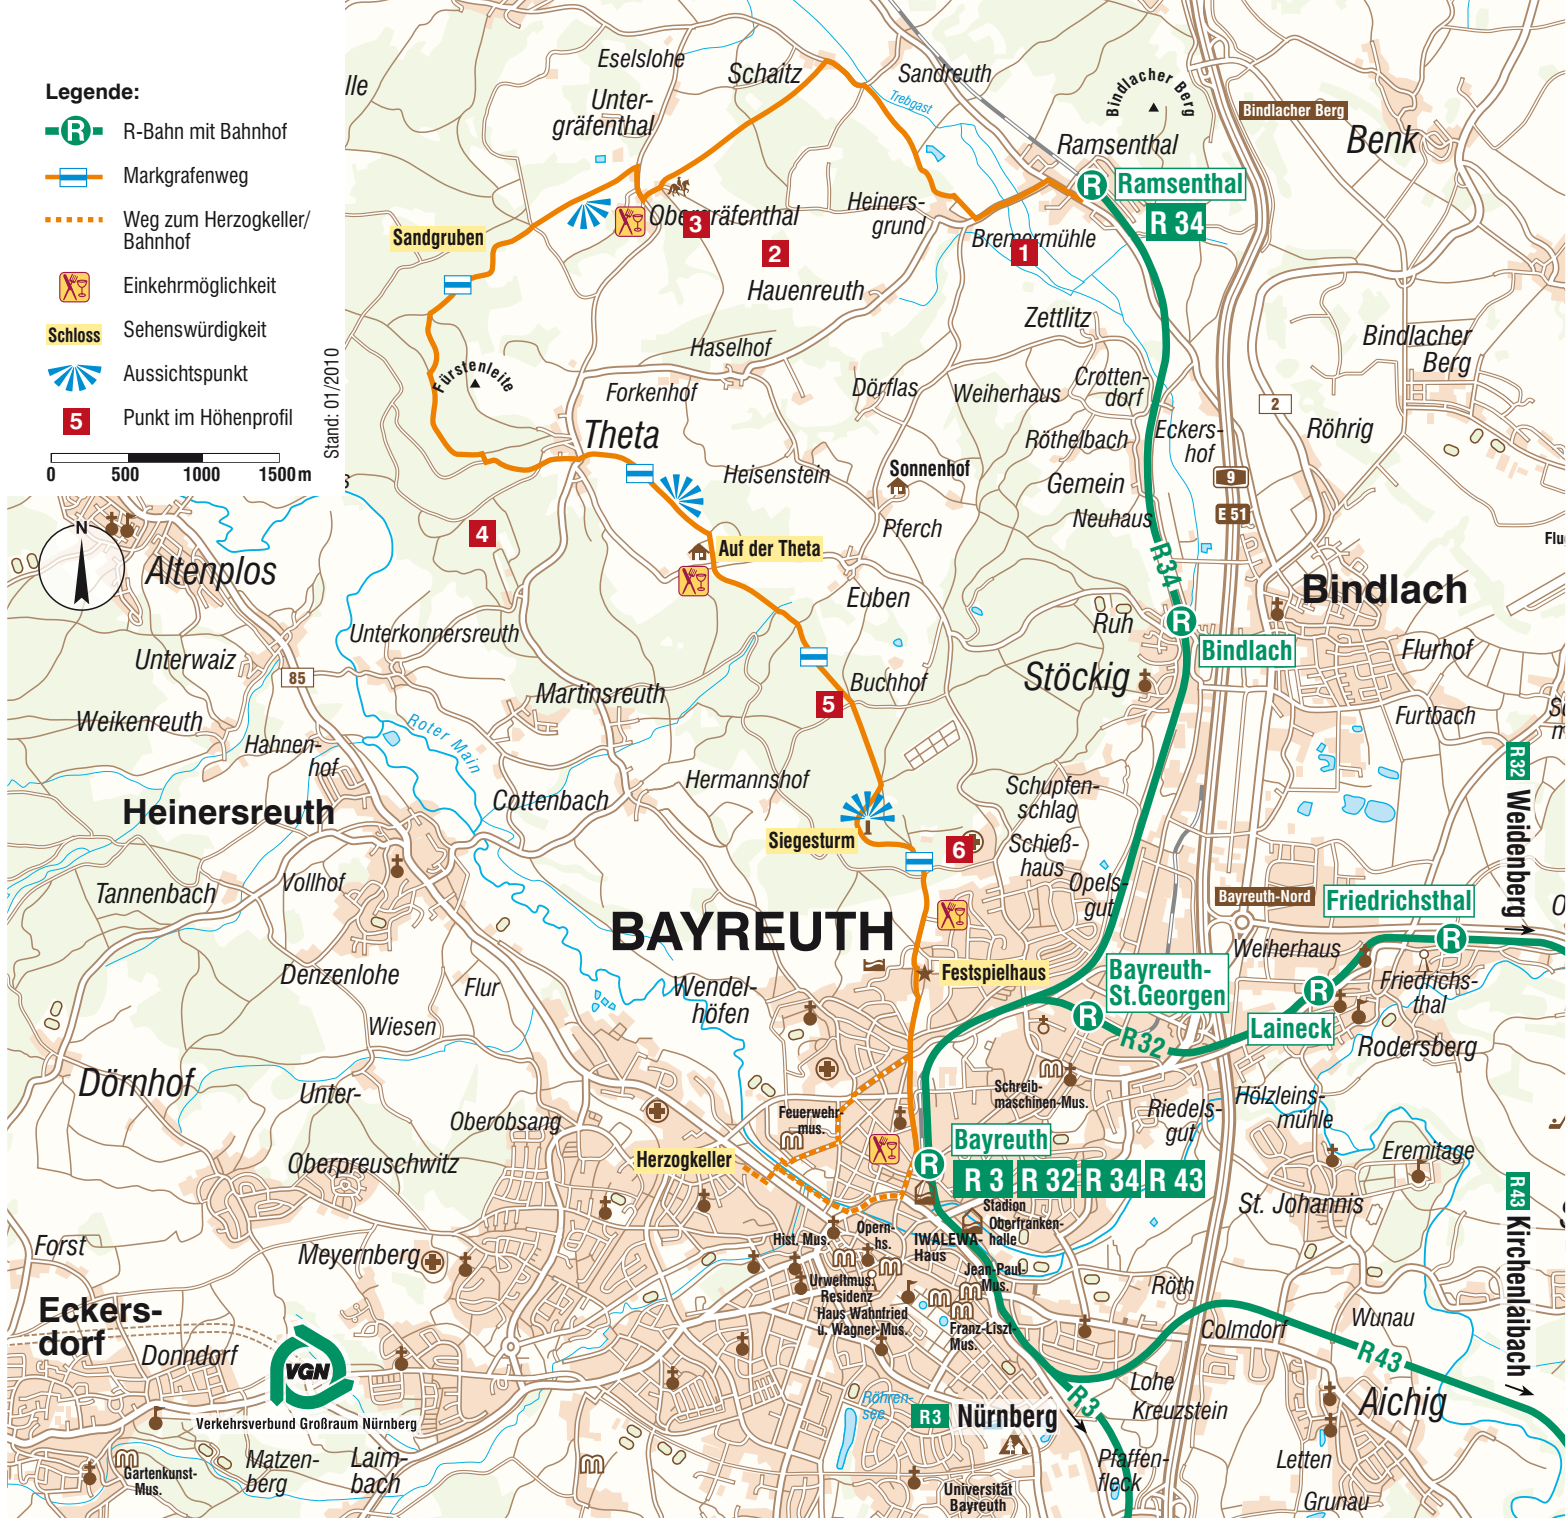 Legende:
R R-Bahn mit Bahnhof
Markgrafenweg
Weg zum Herzogkeller/
Bahnhof
Einkehrmöglichkeit
Schloss Sehenswürdigkeit
Aussichtspunkt
5 Punkt im Höhenprofil
0 500 1000 1500m
Stand: 01/2010
N
lle
Eselslohe
Schaitz
Sandreuth
Trebgast
Bindlacher Berg
Bindlacher Berg
Benk
Unter-
gräfenthal
Ramsenthal
R
Ramsenthal
R 34
Obergräfenthal
3
Heiners-
grund
Bremermühle
1
2
Sandgruben
Hauenreuth
Zettlitz
Bindlacher
Berg
Haselhof
Fürstenleite
Forkenhof
Dörflas
Weiherhaus
Crotten-
dorf
2
Theta
Röthelbach
Eckers-
hof
Röhrig
Heisenstein
Sonnenhof
Gemein
9
E 51
Neuhaus
Pferch
4
Auf der Theta
R34
Flu
Altenplos
Bindlach
Euben
Ruh
R
Bindlach
Unterkonnersreuth
Flurhof
Unterwaiz
85
Stöckig
Martinsreuth
Buchhof
5
Weikenreuth
Furtbach
Roter Main
Hahnen-
hof
R32
Weidenberg
Hermannshof
Schupfen-
schlag
Cottenbach
Heinersreuth
Siegesturm
6
Schieß-
haus
Opels-
gut
Vollhof
Tannenbach
Bayreuth-Nord
Friedrichsthal
R
BAYREUTH
Weiherhaus
Festspielhaus
Bayreuth-
St.Georgen
R
Denzenlohe
Flur
Wendel-
höfen
Friedrichs-
thal
R
Laineck
Wiesen
R32
Rodersberg
Dörnhof
Unter-
Schreib-
maschinen-Mus.
Hölzleins-
mühle
Riedels-
gut
Oberobsang
Feuerwehr-
mus.
Oberpreuschwitz
Herzogkeller
Bayreuth
R
R 3 R 32 R 34 R 43
Eremitage
St. Johannis
R43
Kirchenlaibach
Stadion
Oberfranken-
halle
Forst
Meyernberg
Hist. Mus.
Opern-
hs.
IWALEWA-
Haus
Jean-Paul-
Mus.
Urweltmus.
Residenz
Haus Wahnfried
u. Wagner-Mus.
Franz-Liszt-
Mus.
Röth
Eckers-
dorf
Colmdorf
Wunau
R43
Donndorf
VGN
Verkehrsverbund Großraum Nürnberg
Röhren-
see
R3
Nürnberg
R3
Lohe
Kreuzstein
Aichig
Gartenkunst-
Mus.
Matzen-
berg
Laim-
bach
Pfaffen-
fleck
Letten
Universität
Bayreuth
Grunau